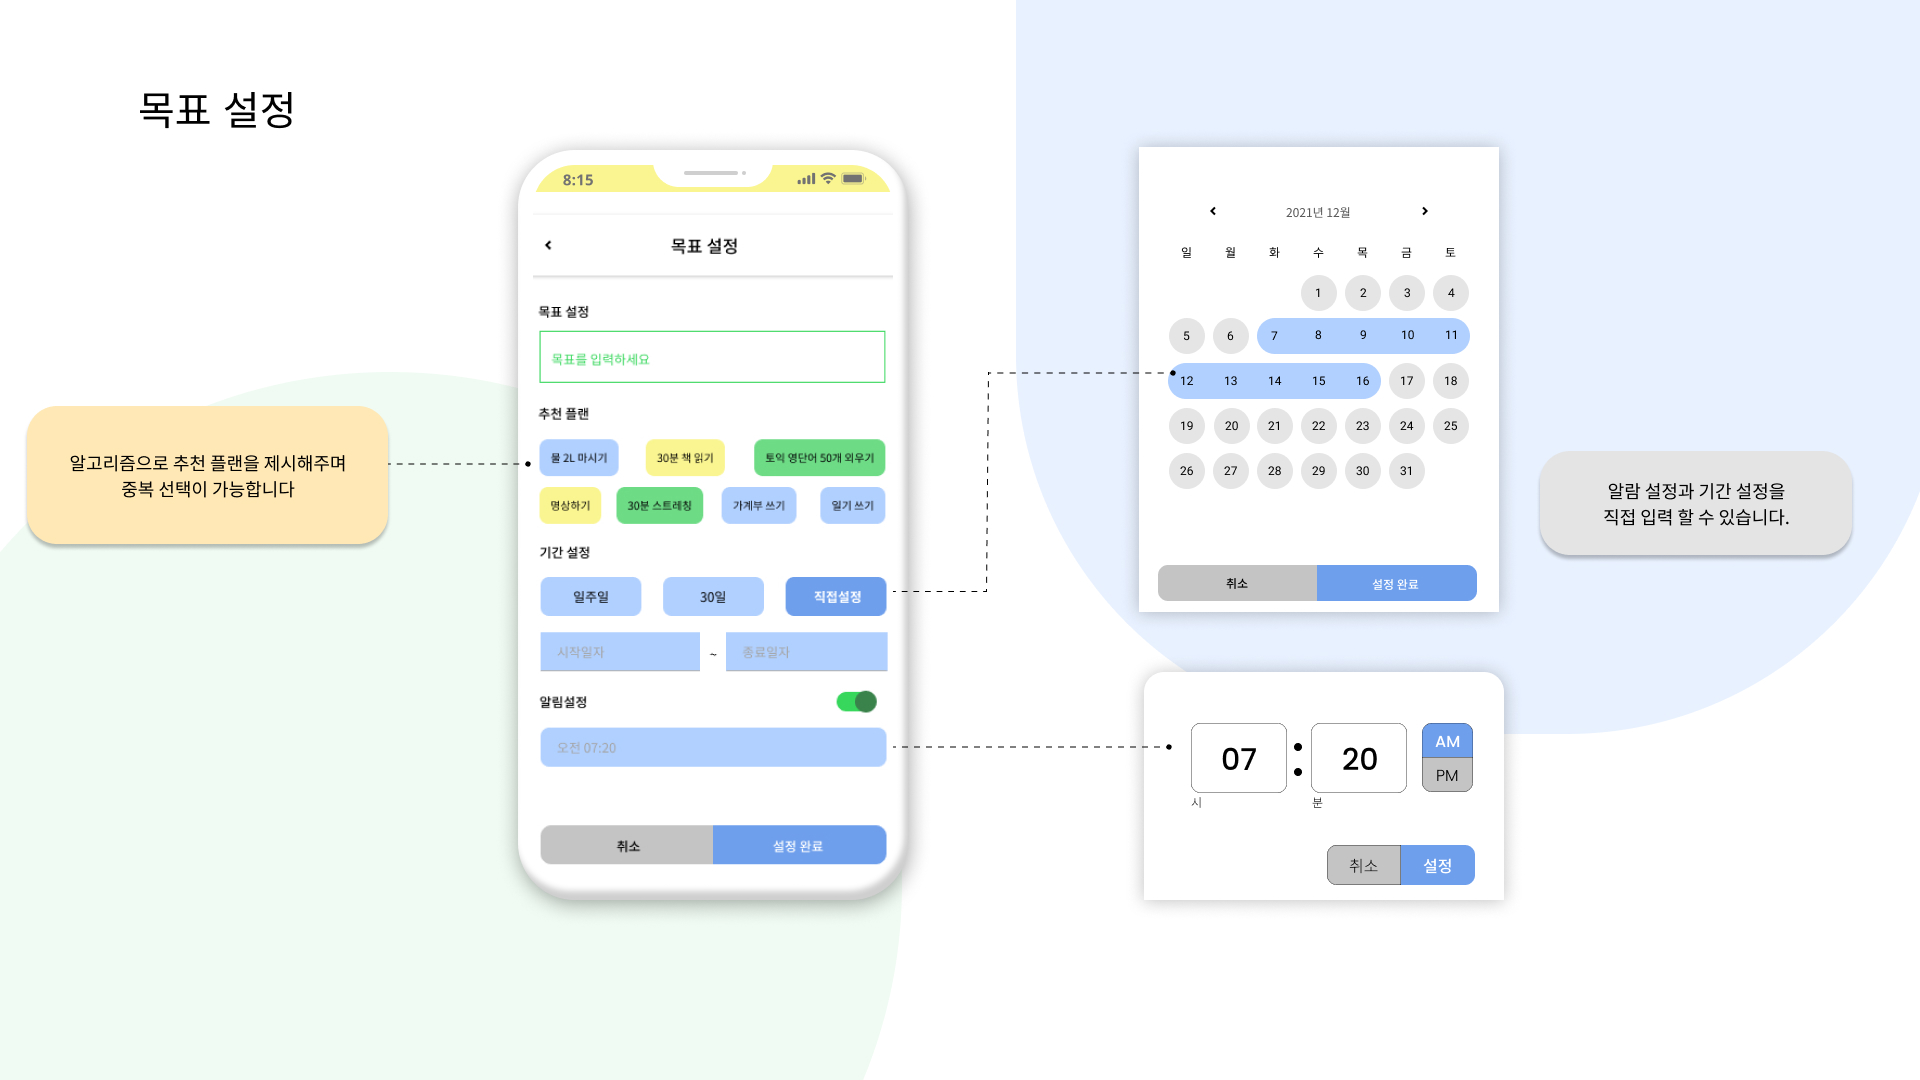 목표 설정
8:15
목표 설정
목표 설정
목표를 입력하세요
추천 플랜
물 2L 마시기 30분 책 읽기 토익 영단어 50개 외우기
명상하기 30분 스트레칭 가계부 쓰기 일기 쓰기
기간 설정
일주일 30일 직접설정
시작일자 ~ 종료일자
알림설정
오전 07:20
취소 설정 완료
알고리즘으로 추천 플랜을 제시해주며
중복 선택이 가능합니다
2021년 12월
일 월 화 수 목 금 토
1 2 3 4
5 6 7 8 9 10 11
12 13 14 15 16 17 18
19 20 21 22 23 24 25
26 27 28 29 30 31
취소 설정 완료
알람 설정과 기간 설정을
직접 입력 할 수 있습니다.
07 : 20 AM
PM
시 분
취소 설정